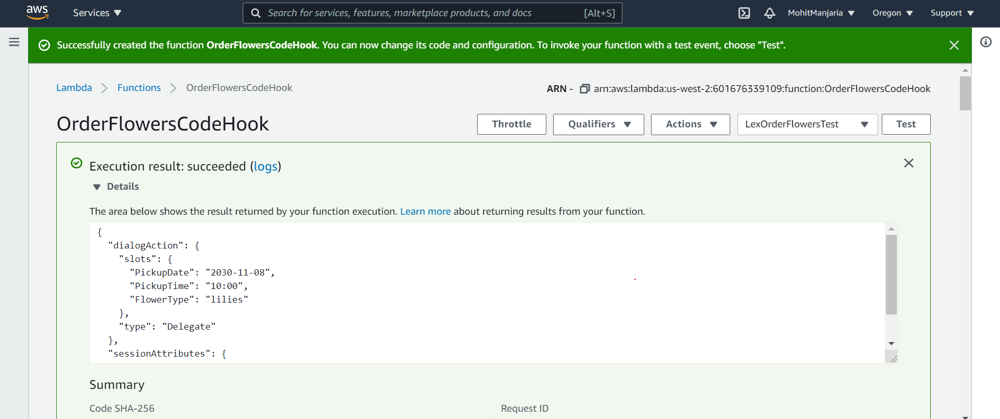 aws
Services
Search for services, features, marketplace products, and docs
[Alt+S]
MohitManjaria
Oregon
Support
Successfully created the function OrderFlowersCodeHook. You can now change its code and configuration. To invoke your function with a test event, choose "Test".
Lambda
Functions
OrderFlowersCodeHook
ARN - arn:aws:lambda:us-west-2:601676339109:function:OrderFlowersCodeHook
OrderFlowersCodeHook
Throttle
Qualifiers
Actions
LexOrderFlowersTest
Test
Execution result: succeeded (logs)
Details
The area below shows the result returned by your function execution. Learn more about returning results from your function.
{
"dialogAction": {
"slots": {
"PickupDate": "2030-11-08",
"PickupTime": "10:00",
"FlowerType": "lilies"
},
"type": "Delegate"
},
"sessionAttributes": {
Summary
Code SHA-256
Request ID